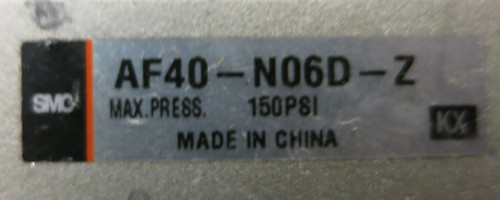 SMC
AF40-N06D-Z
MAX.PRESS. 150PSI
MADE IN CHINA